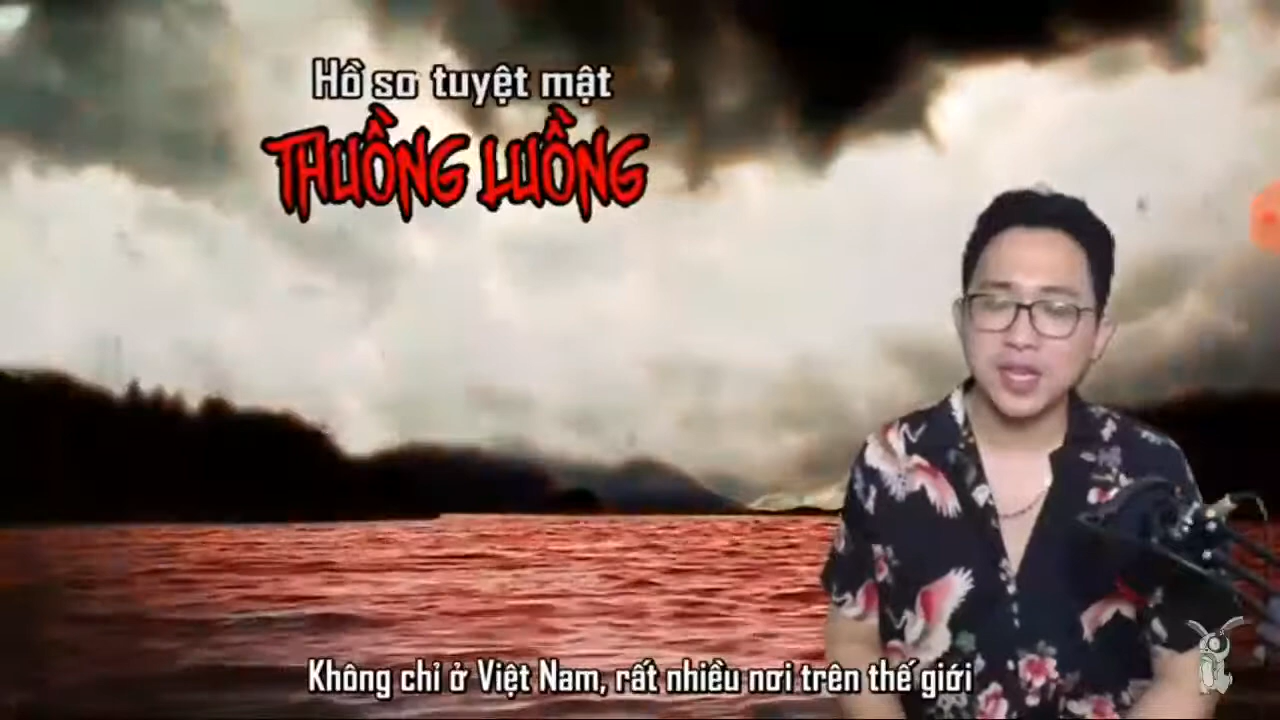 Hồ sơ tuyệt mật
THUỒNG LUỒNG
Không chỉ ở Việt Nam, rất nhiều nơi trên thế giới